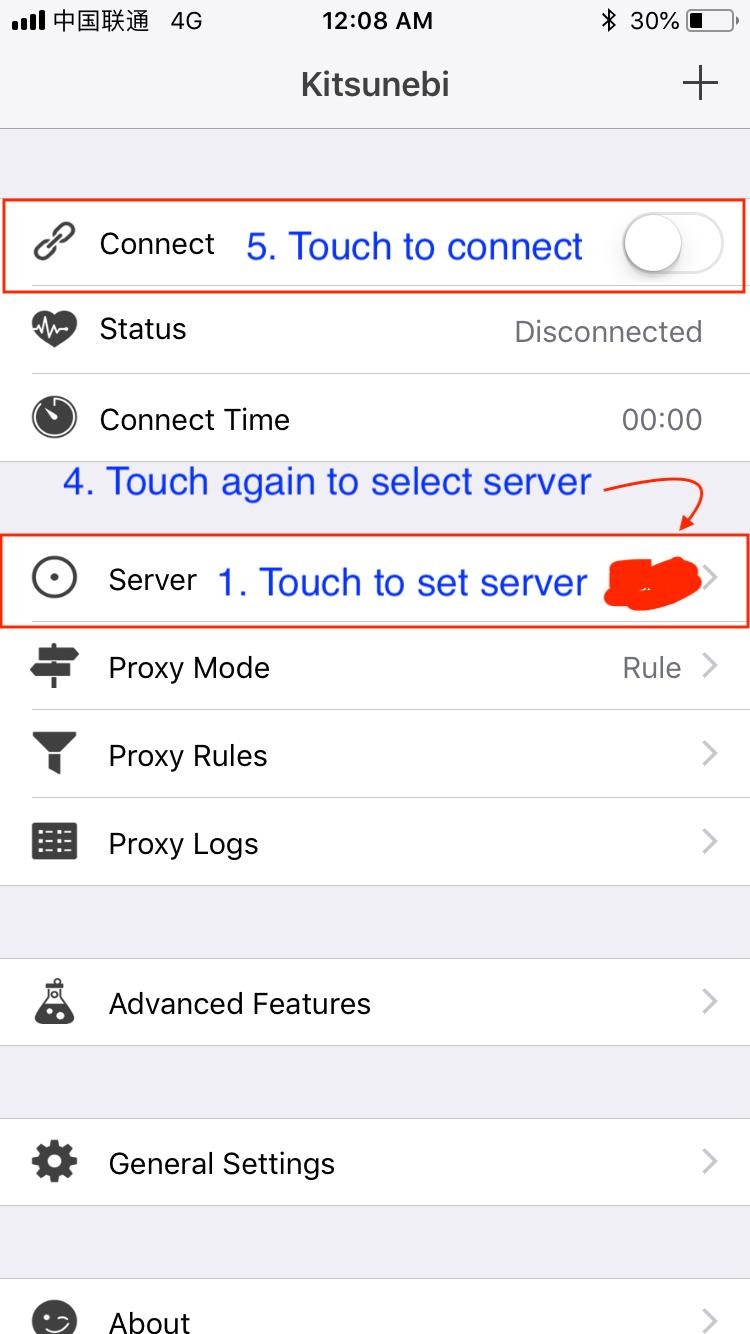 中国联通 4G 12:08 AM 30%
Kitsunebi
Connect 5. Touch to connect
Status Disconnected
Connect Time 00:00
4. Touch again to select server
Server 1. Touch to set server
Proxy Mode Rule
Proxy Rules
Proxy Logs
Advanced Features
General Settings
About